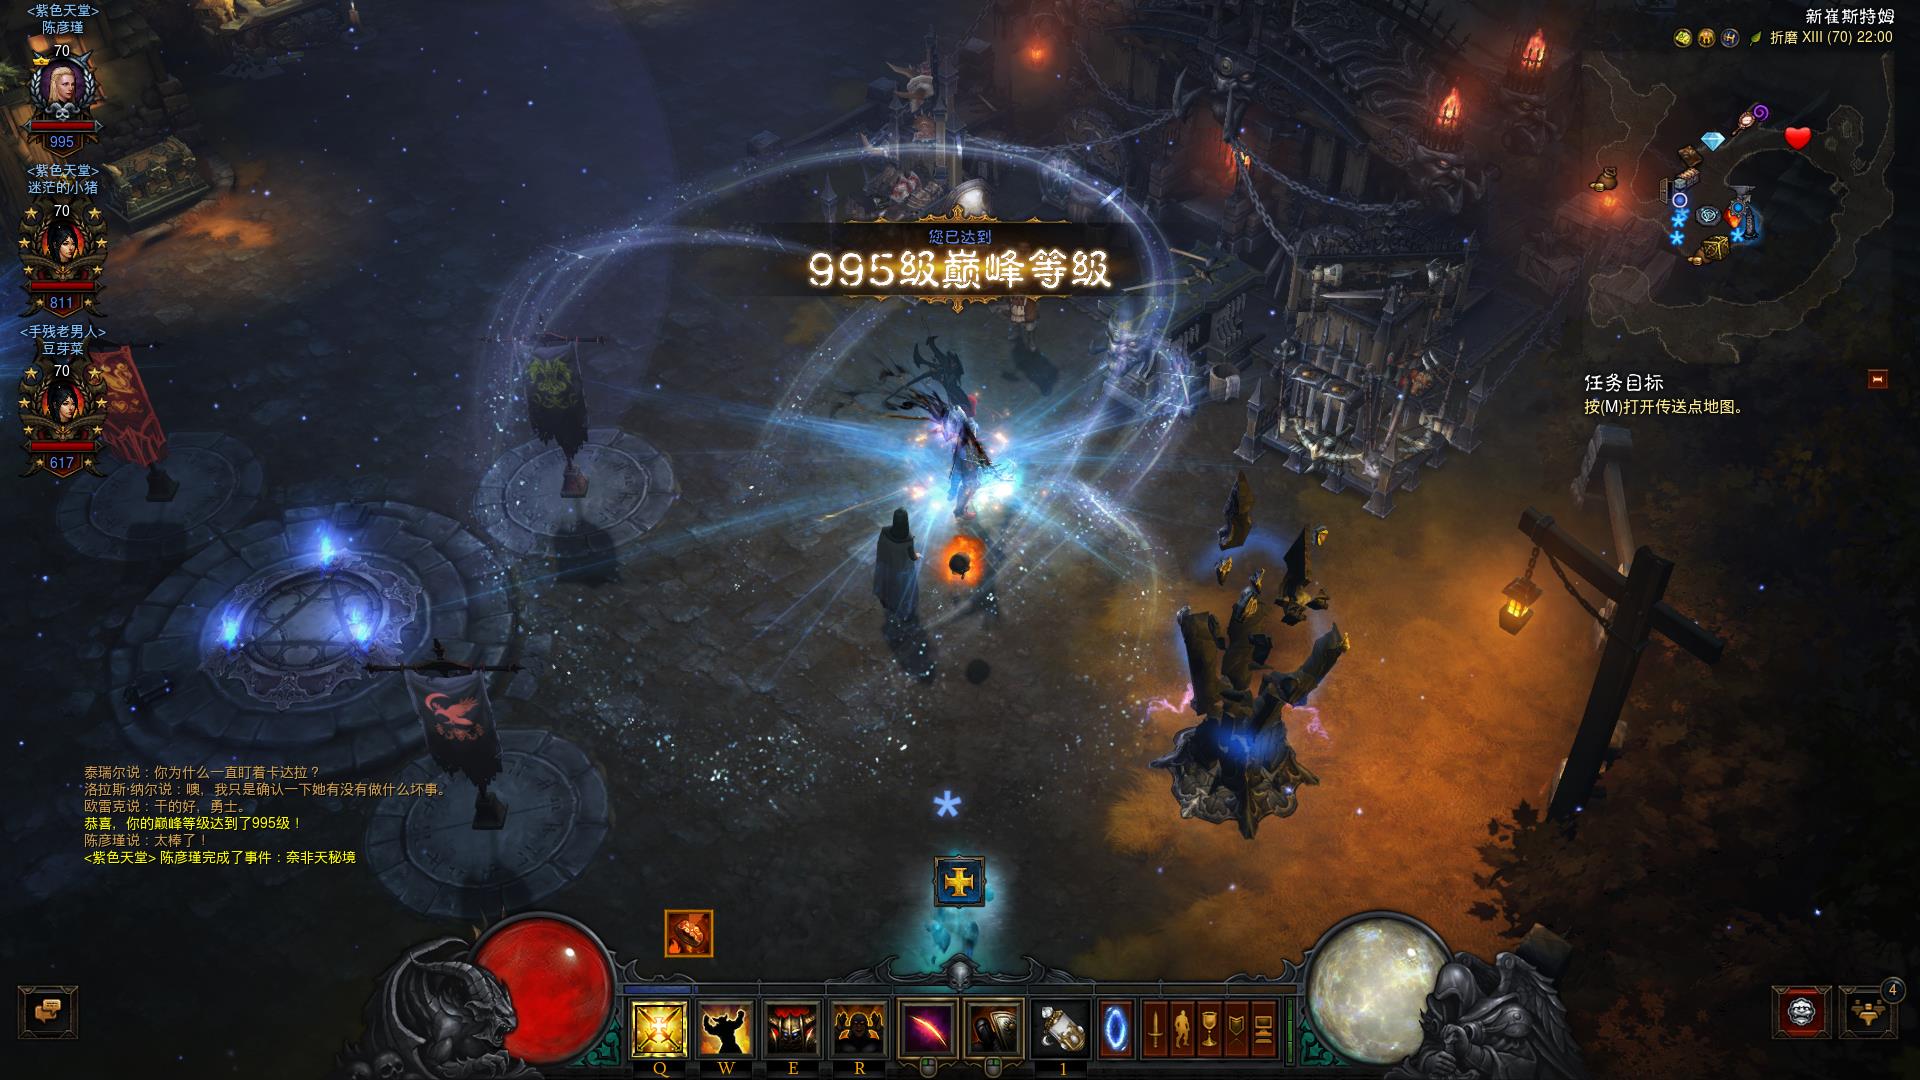 <紫色天堂>
陈彦瑾
70
995
<紫色天堂>
迷茫的小猪
70
811
<手残老男人>
豆芽菜
70
617
新崔斯特姆
折磨 XIII (70) 22:00
您已达到
995级巅峰等级
任务目标
按(M)打开传送点地图。
泰瑞尔说：你为什么一直盯着卡达拉？
洛拉斯·纳尔说：噢，我只是确认一下她有没有做什么坏事。
欧雷克说：干的好，勇士。
恭喜，你的巅峰等级达到了995级！
陈彦瑾说：太棒了！
<紫色天堂> 陈彦瑾完成了事件：奈非天秘境
Q
W
E
R
1
4